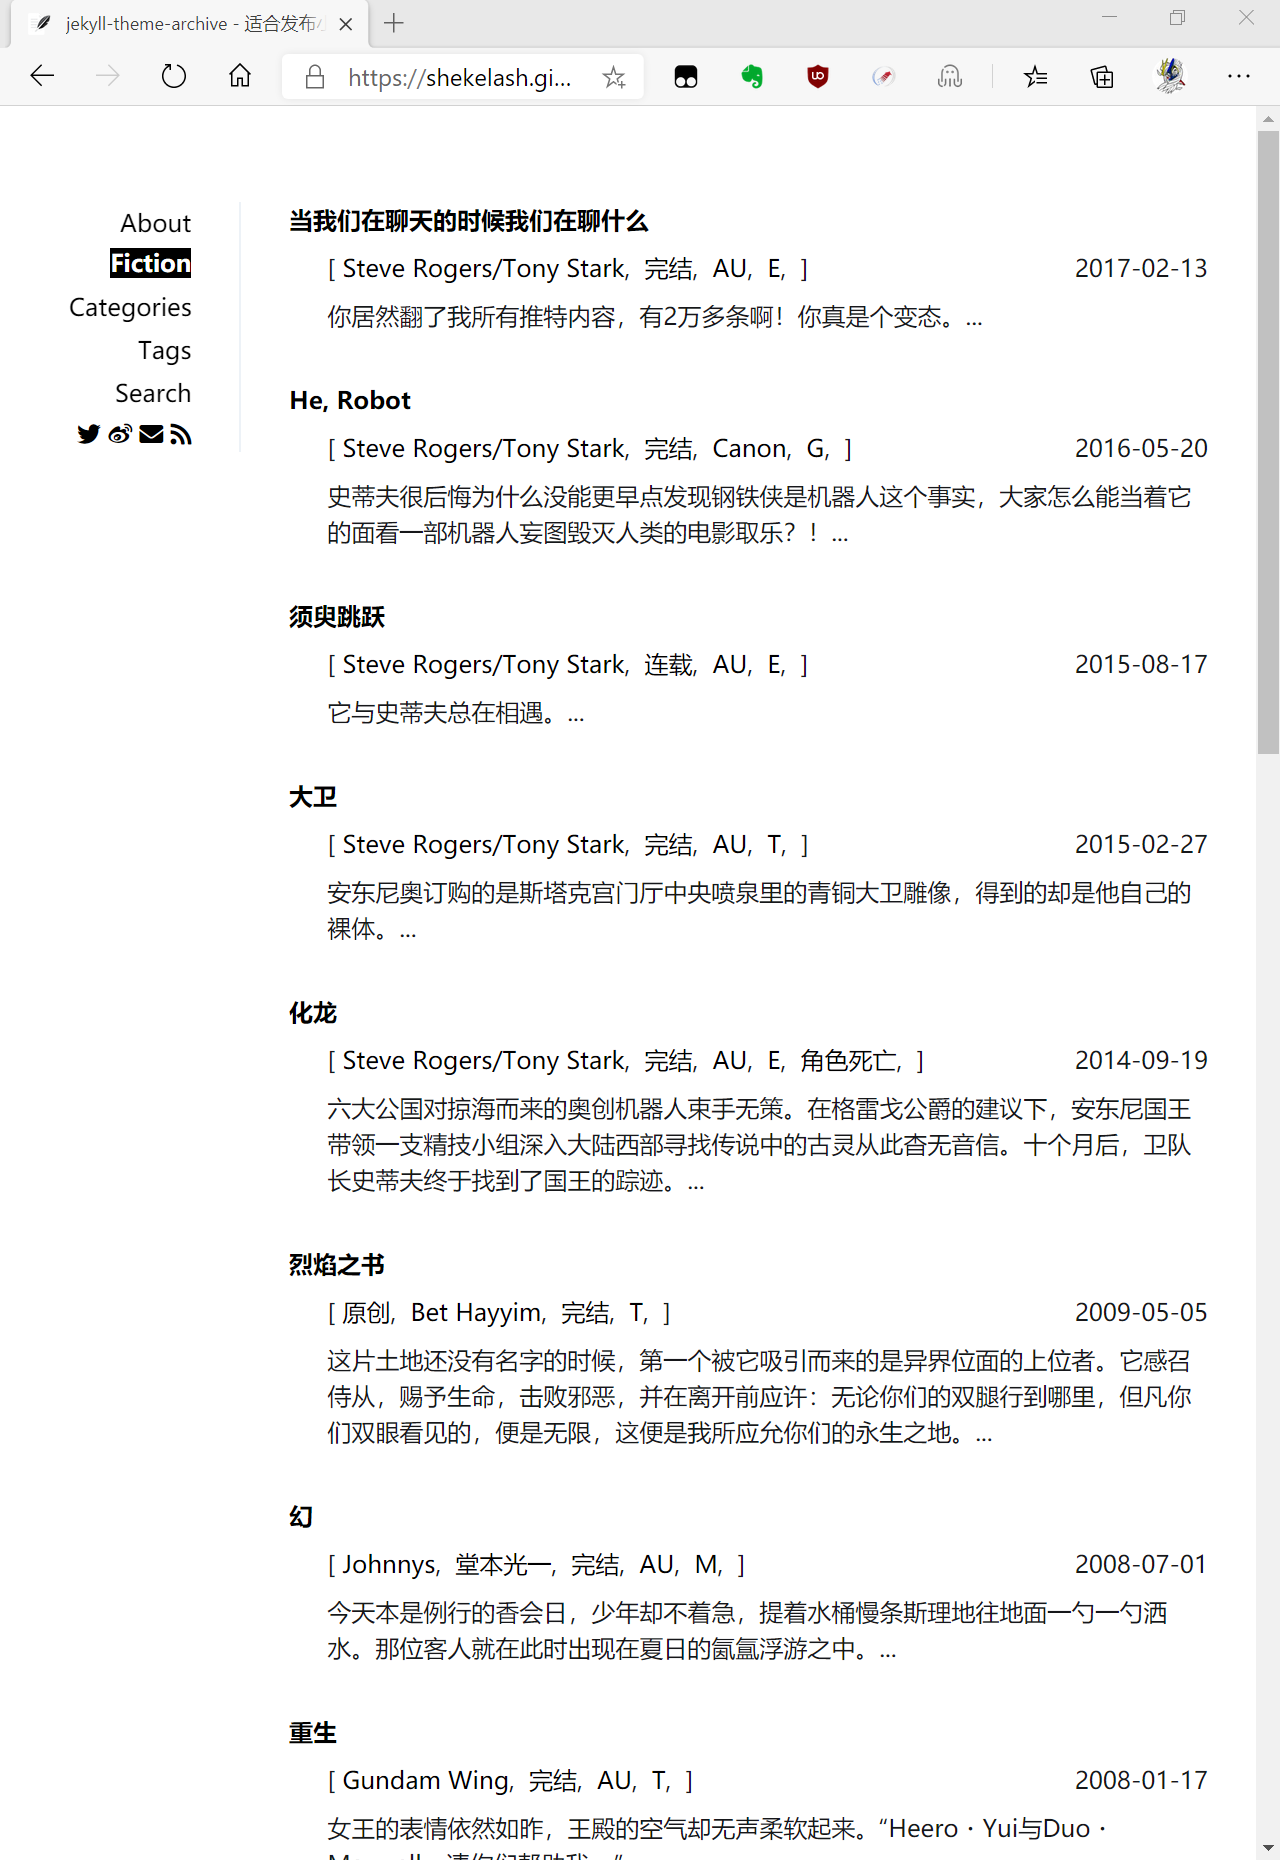 jekyll-theme-archive - 适合发布
https://shekelash.gi...
About
Fiction
Categories
Tags
Search
当我们在聊天的时候我们在聊什么
[ Steve Rogers/Tony Stark, 完结, AU, E, ] 2017-02-13
你居然翻了我所有推特内容，有2万多条啊！你真是个变态。...
He, Robot
[ Steve Rogers/Tony Stark, 完结, Canon, G, ] 2016-05-20
史蒂夫很后悔为什么没能更早点发现钢铁侠是机器人这个事实，大家怎么能当着它
的面看一部机器人妄图毁灭人类的电影取乐？！...
须臾跳跃
[ Steve Rogers/Tony Stark, 连载, AU, E, ] 2015-08-17
它与史蒂夫总在相遇。...
大卫
[ Steve Rogers/Tony Stark, 完结, AU, T, ] 2015-02-27
安东尼奥订购的是斯塔克宫门厅中央喷泉里的青铜大卫雕像，得到的却是他自己的
裸体。...
化龙
[ Steve Rogers/Tony Stark, 完结, AU, E, 角色死亡, ] 2014-09-19
六大公国对掠海而来的奥创机器人束手无策。在格雷戈公爵的建议下，安东尼国王
带领一支精技小组深入大陆西部寻找传说中的古灵从此杳无音信。十个月后，卫队
长史蒂夫终于找到了国王的踪迹。...
烈焰之书
[ 原创, Bet Hayyim, 完结, T, ] 2009-05-05
这片土地还没有名字的时候，第一个被它吸引而来的是异界位面的上位者。它感召
侍从，赐予生命，击败邪恶，并在离开前应许：无论你们的双腿行到哪里，但凡你
们双眼看见的，便是无限，这便是我所应允你们的永生之地。...
幻
[ Johnnys, 堂本光一, 完结, AU, M, ] 2008-07-01
今天本是例行的香会日，少年却不着急，提着水桶慢条斯理地往地面一勺一勺洒
水。那位客人就在此时出现在夏日的氤氲浮游之中。...
重生
[ Gundam Wing, 完结, AU, T, ] 2008-01-17
女王的表情依然如昨，王殿的空气却无声柔软起来。“Heero·Yui与Duo·